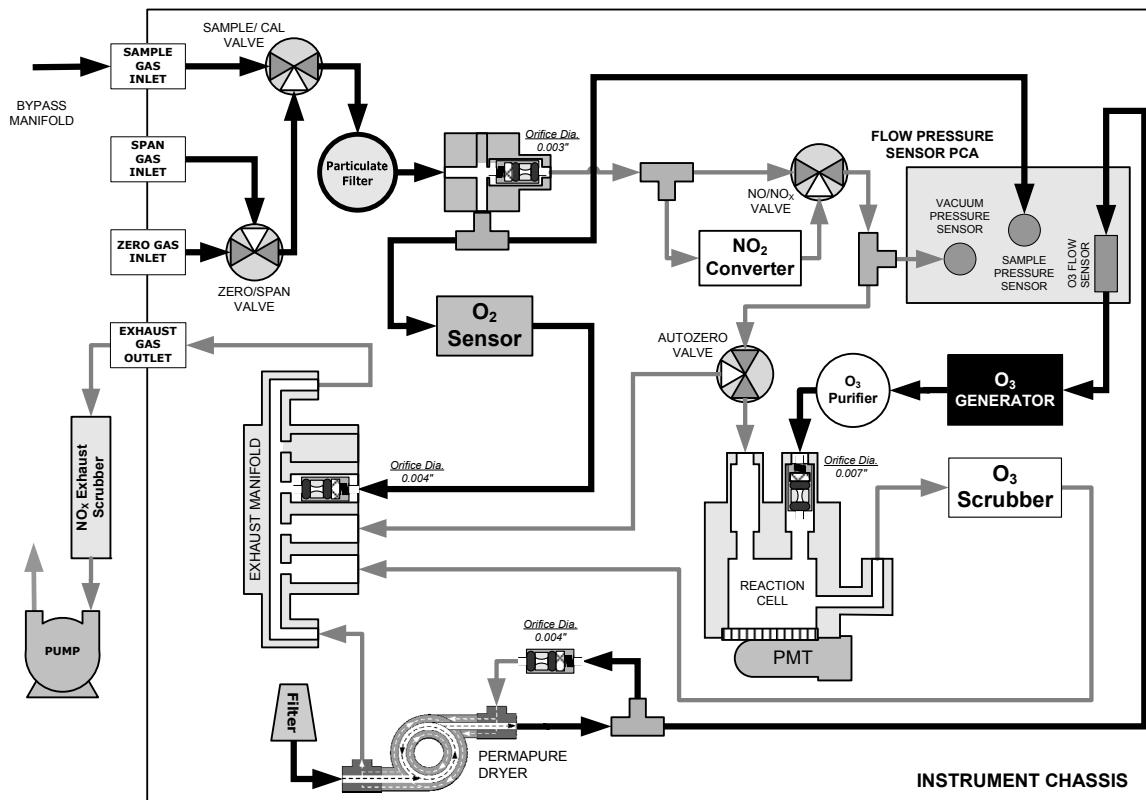 SAMPLE/ CAL
VALVE
SAMPLE
GAS
INLET
BYPASS
MANIFOLD
SPAN
GAS
INLET
ZERO GAS
INLET
ZERO/SPAN
VALVE
Particulate
Filter
Orifice Dia.
0.003"
NO/NOX
VALVE
NO2
Converter
FLOW PRESSURE
SENSOR PCA
VACUUM
PRESSURE
SENSOR
SAMPLE
PRESSURE
SENSOR
O3 FLOW
SENSOR
EXHAUST
GAS
OUTLET
O2
Sensor
AUTOZERO
VALVE
O3
Purifier
O3
GENERATOR
NOX Exhaust
Scrubber
EXHAUST MANIFOLD
Orifice Dia.
0.004"
Orifice Dia.
0.007"
O3
Scrubber
REACTION
CELL
PMT
PUMP
Orifice Dia.
0.004"
Filter
PERMAPURE
DRYER
INSTRUMENT CHASSIS